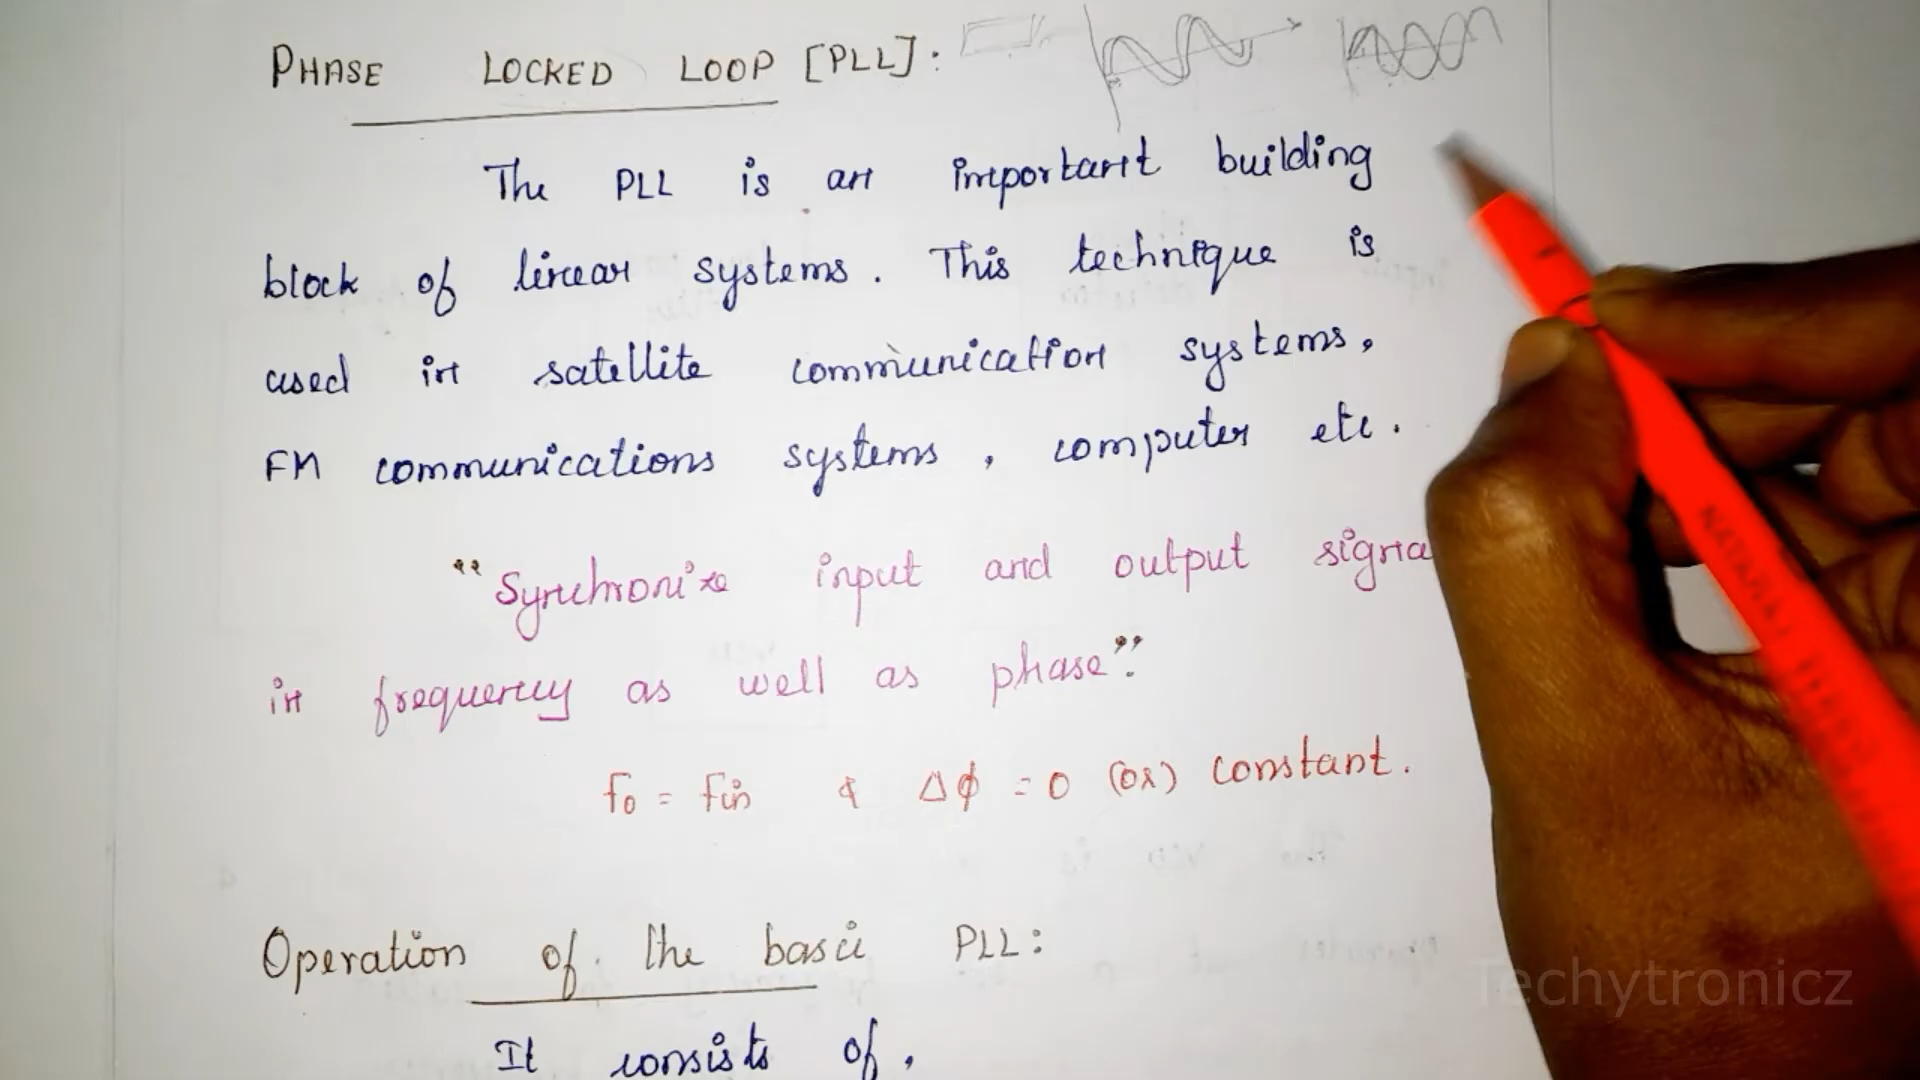 PHASE LOCKED LOOP [PLL]:
The PLL is an important building
block of linear systems. This technique is
used in satellite communication systems,
FM communications systems, computer etc.
"Synchronize input and output signa
in frequency as well as phase".
fo = fin & Δϕ = 0 (or) constant.
Operation of the basic PLL:
It consists of,
NATARAJ
Techytronicz